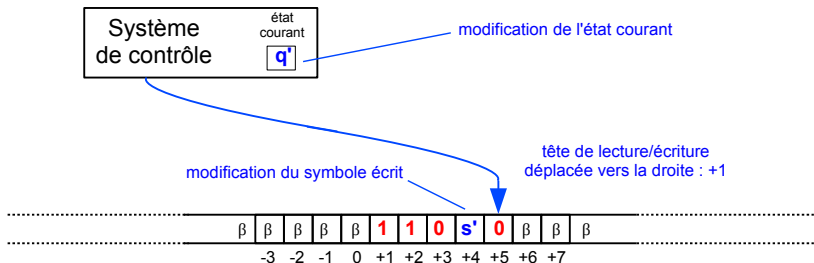 Système
de contrôle
état
courant
q'
modification de l'état courant
modification du symbole écrit
tête de lecture/écriture
déplacée vers la droite : +1
β β β β β 1 1 0 s' 0 β β β
-3 -2 -1 0 +1 +2 +3 +4 +5 +6 +7